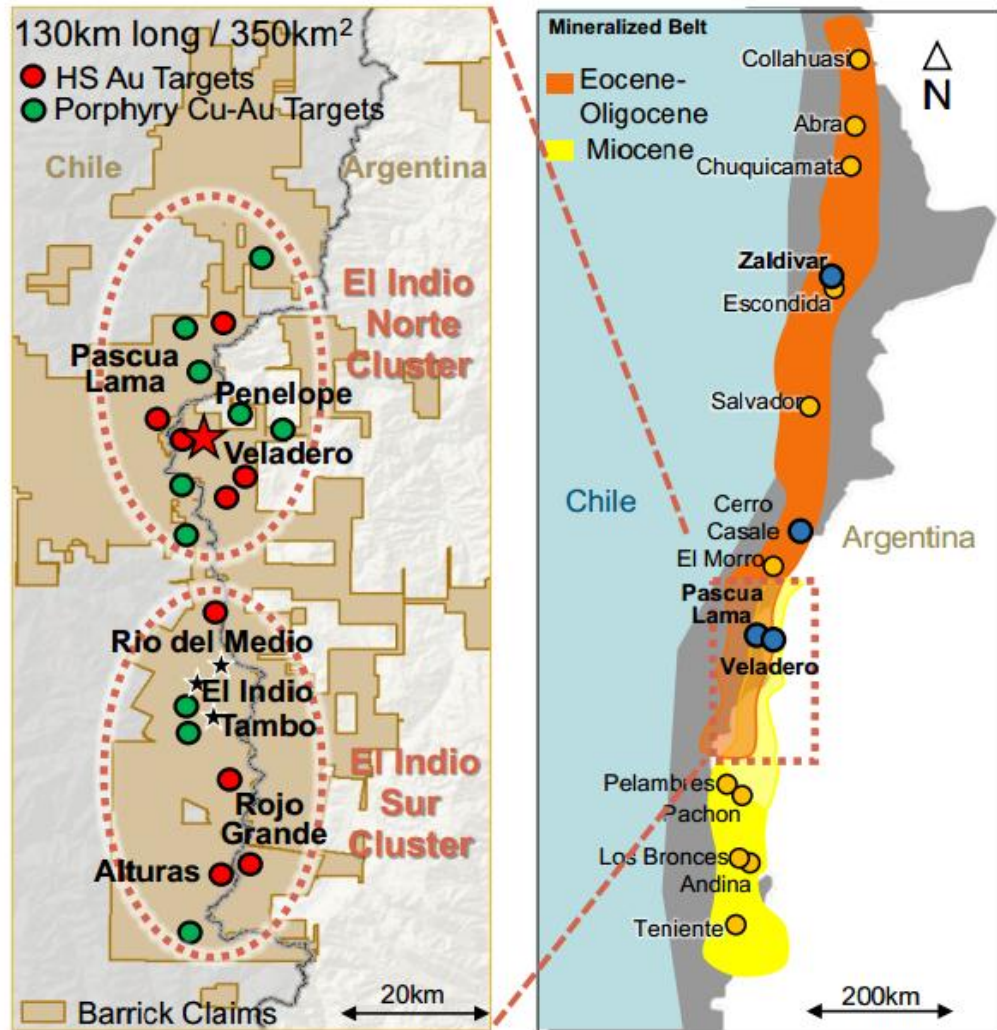 130km long / 350km²
HS Au Targets
Porphyry Cu-Au Targets
Chile
Argentina
El Indio
Norte
Cluster
Pascua
Lama
Penelope
Veladero
Rio del Medio
El Indio
Tambo
El Indio
Sur
Cluster
Rojo
Grande
Alturas
Barrick Claims
20km
Mineralized Belt
Eocene-
Oligocene
Miocene
N
Collahuasi
Abra
Chuquicamata
Zaldivar
Escondida
Salvador
Chile
Cerro
Casale
Argentina
El Morro
Pascua
Lama
Veladero
Pelambres
Pachon
Los Bronces
Andina
Teniente
200km